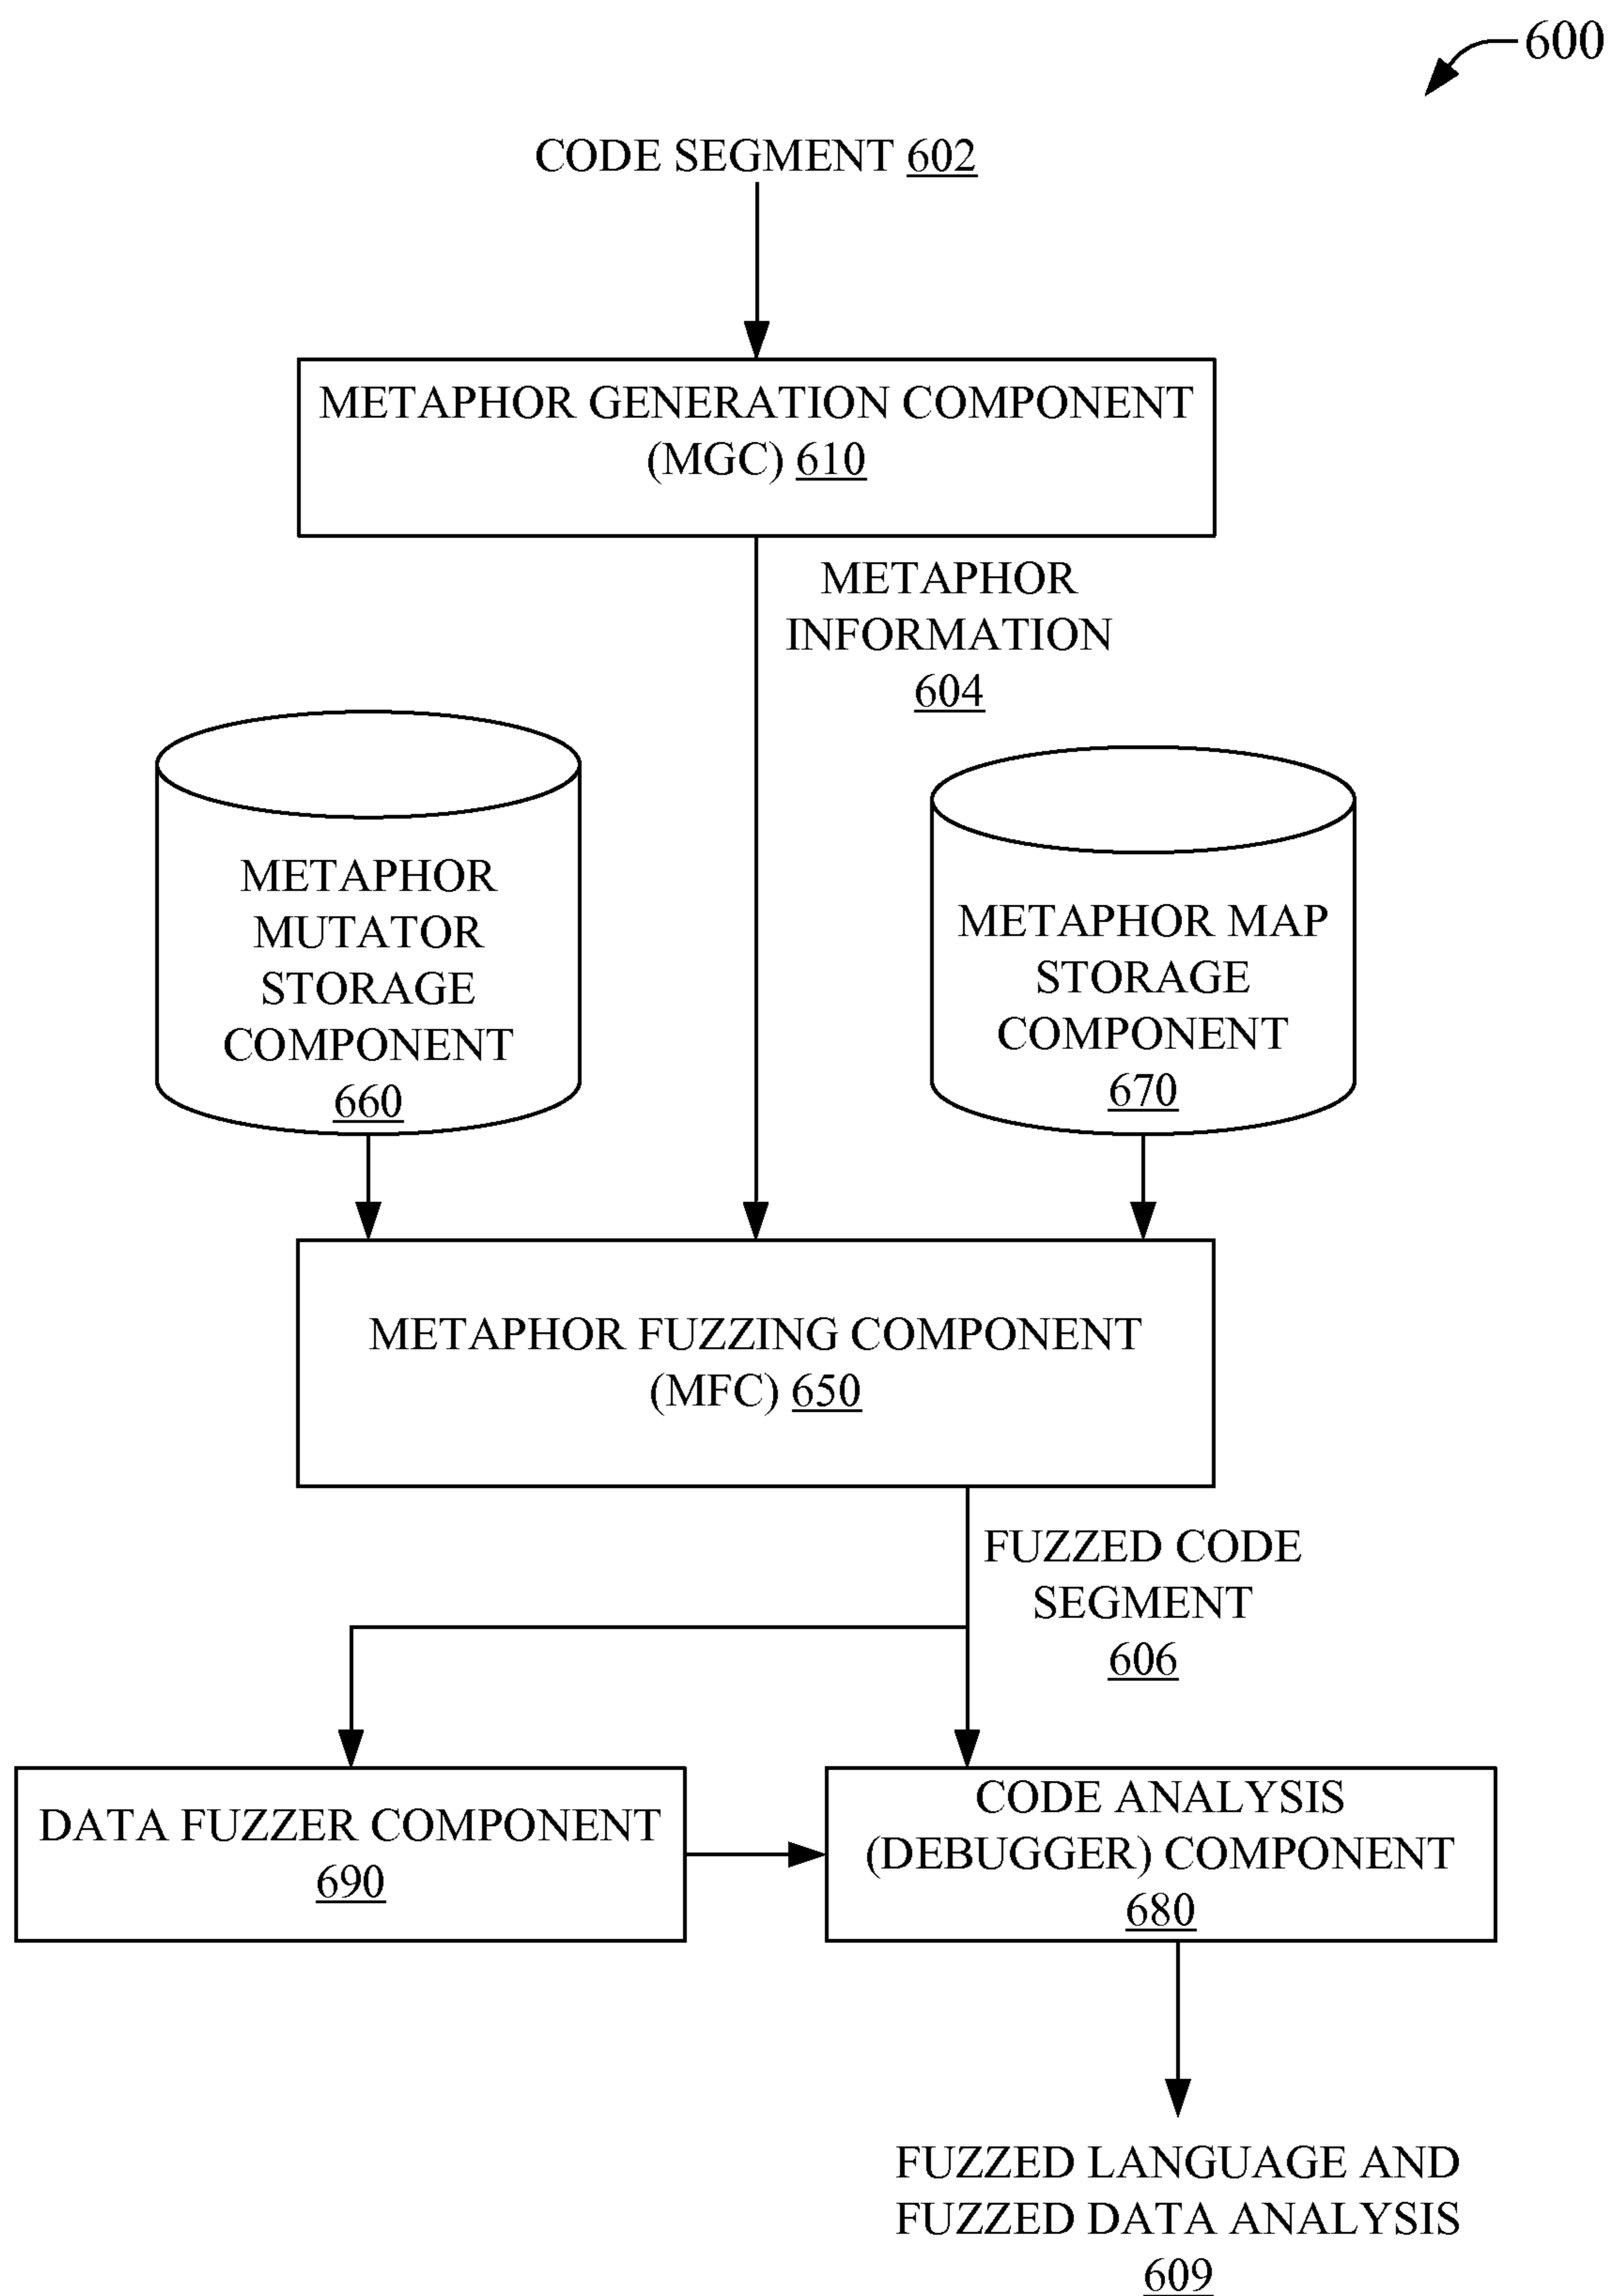 600
CODE SEGMENT 602
METAPHOR GENERATION COMPONENT
(MGC) 610
METAPHOR
INFORMATION
604
METAPHOR
MUTATOR
STORAGE
COMPONENT
660
METAPHOR MAP
STORAGE
COMPONENT
670
METAPHOR FUZZING COMPONENT
(MFC) 650
FUZZED CODE
SEGMENT
606
DATA FUZZER COMPONENT
690
CODE ANALYSIS
(DEBUGGER) COMPONENT
680
FUZZED LANGUAGE AND
FUZZED DATA ANALYSIS
609